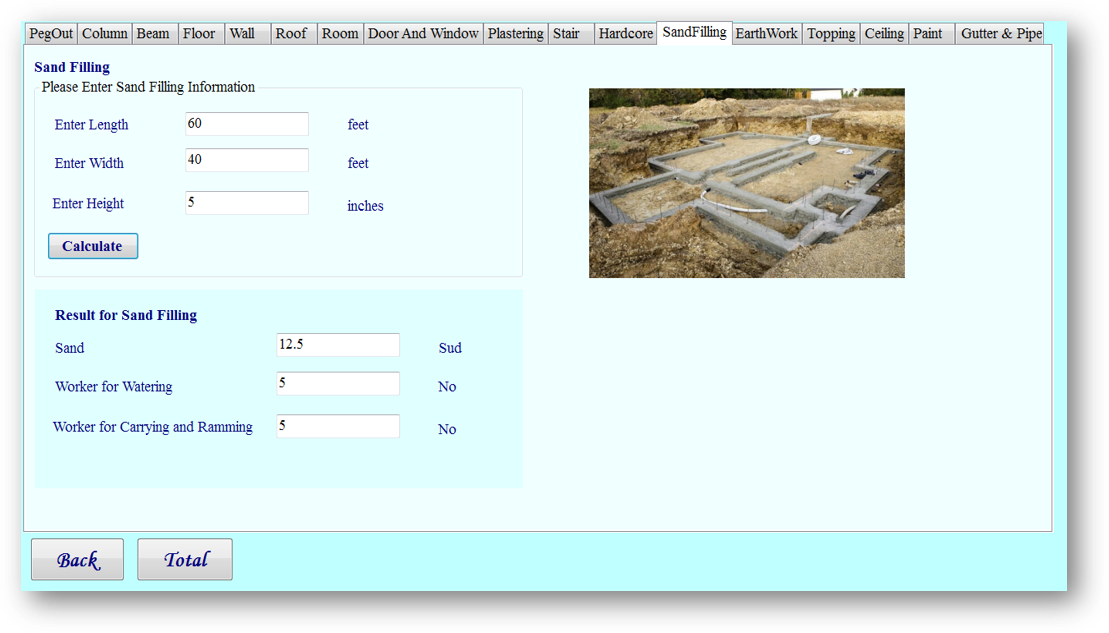 PegOut Column Beam Floor Wall Roof Room Door And Window Plastering Stair Hardcore SandFilling EarthWork Topping Ceiling Paint Gutter & Pipe
Sand Filling
Please Enter Sand Filling Information
Enter Length 60 feet
Enter Width 40 feet
Enter Height 5 inches
Calculate
Result for Sand Filling
Sand 12.5 Sud
Worker for Watering 5 No
Worker for Carrying and Ramming 5 No
Back Total